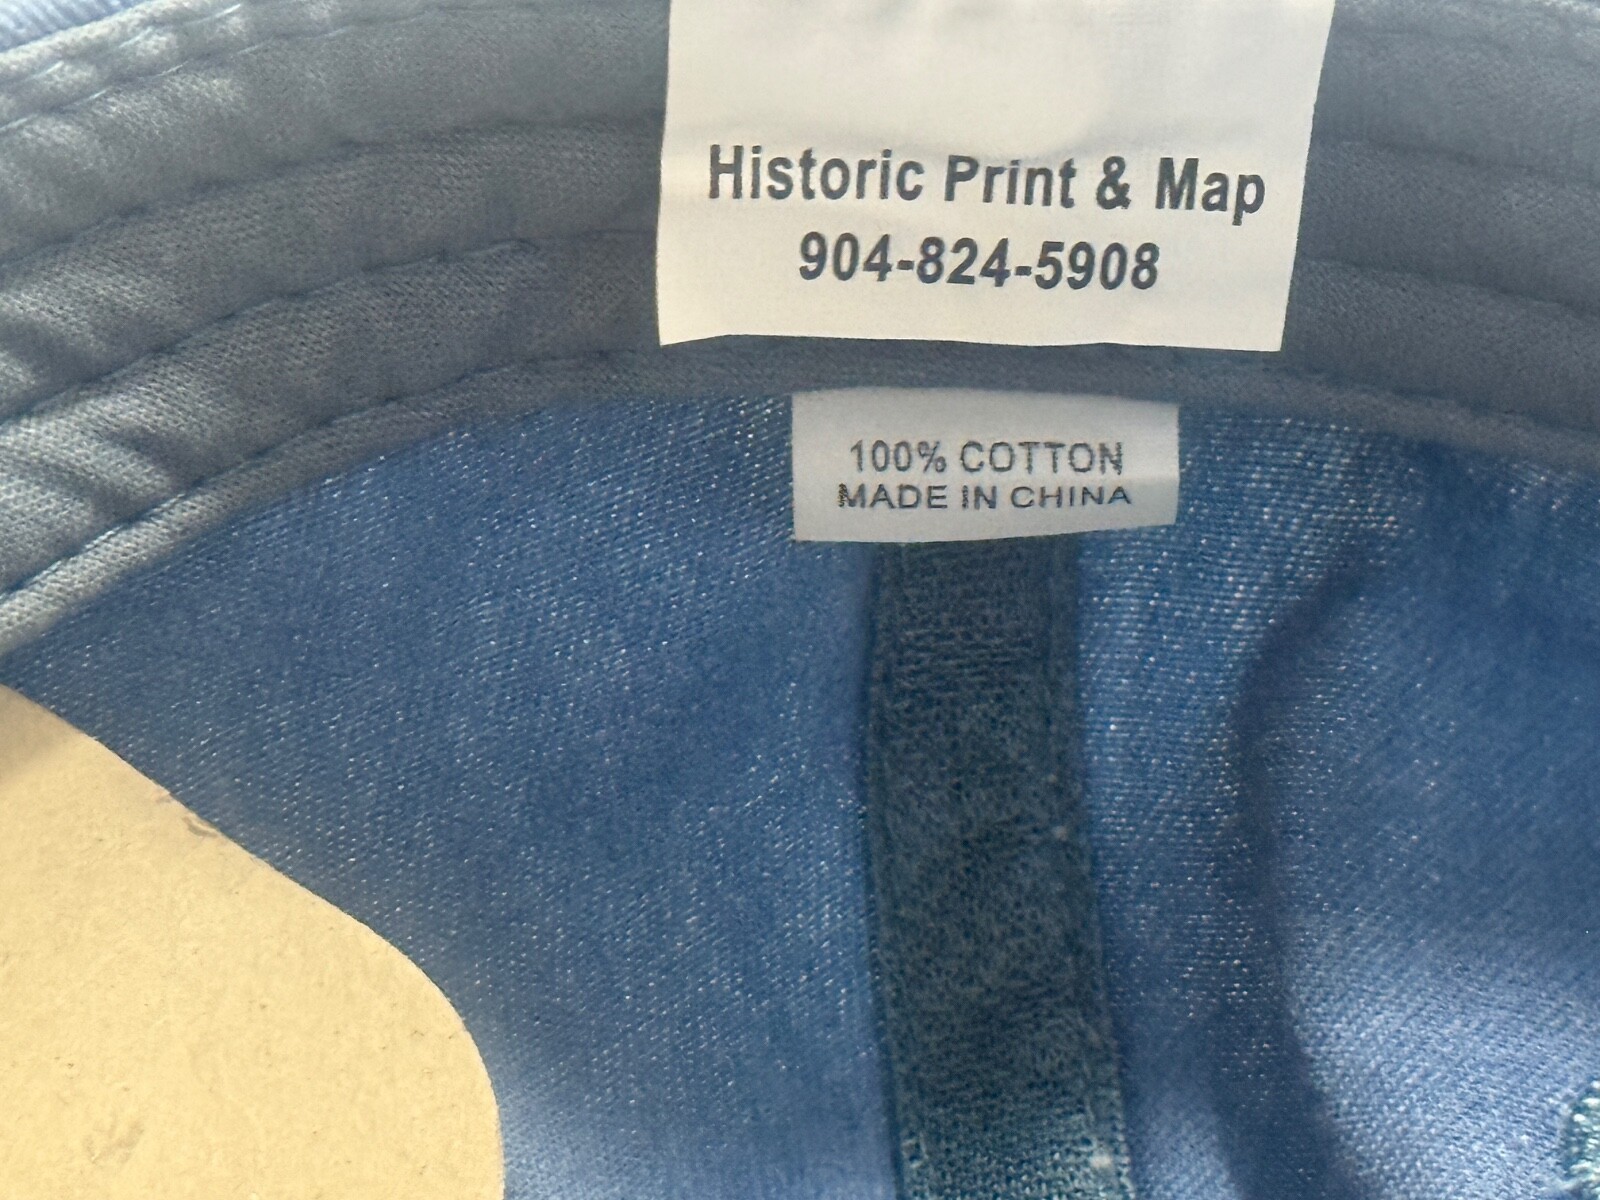 Historic Print & Map
904-824-5908
100% COTTON
MADE IN CHINA